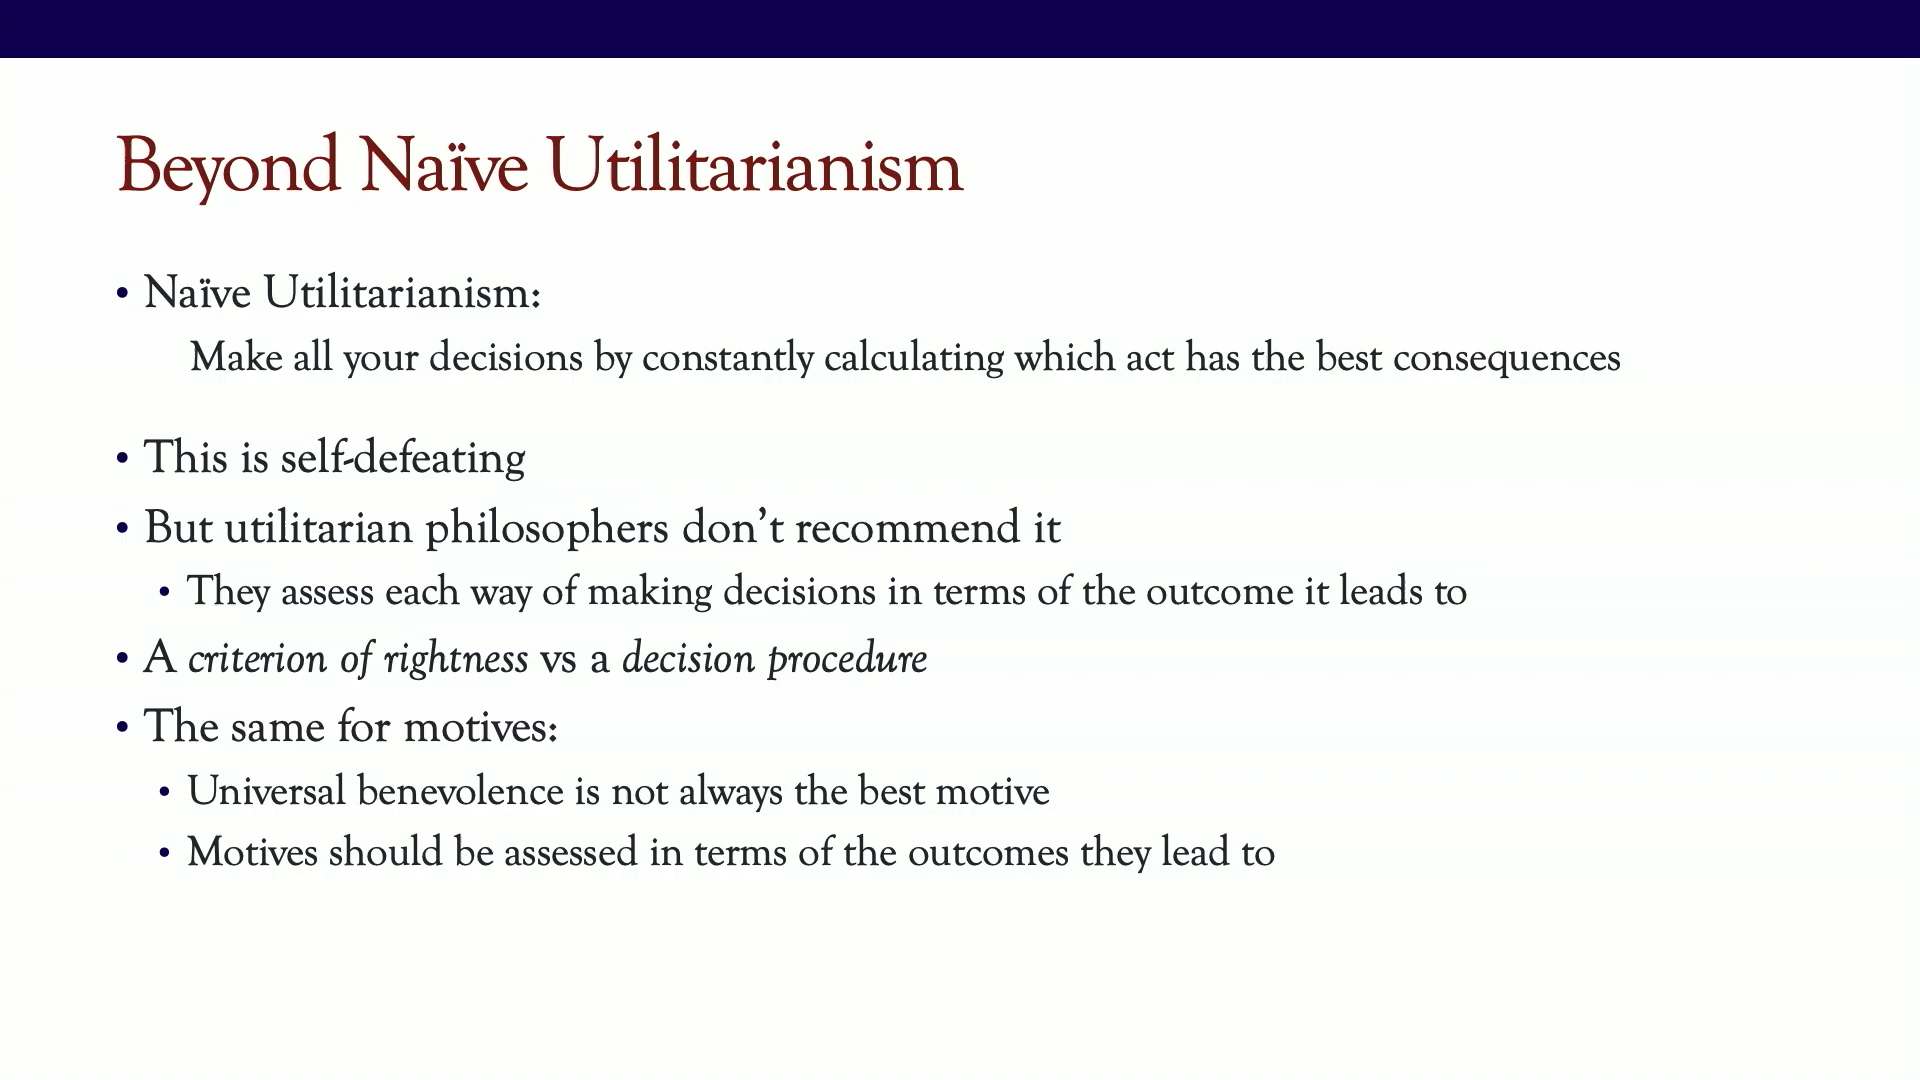 Beyond Naïve Utilitarianism
• Naïve Utilitarianism:
Make all your decisions by constantly calculating which act has the best consequences
• This is self-defeating
• But utilitarian philosophers don’t recommend it
• They assess each way of making decisions in terms of the outcome it leads to
• A criterion of rightness vs a decision procedure
• The same for motives:
• Universal benevolence is not always the best motive
• Motives should be assessed in terms of the outcomes they lead to